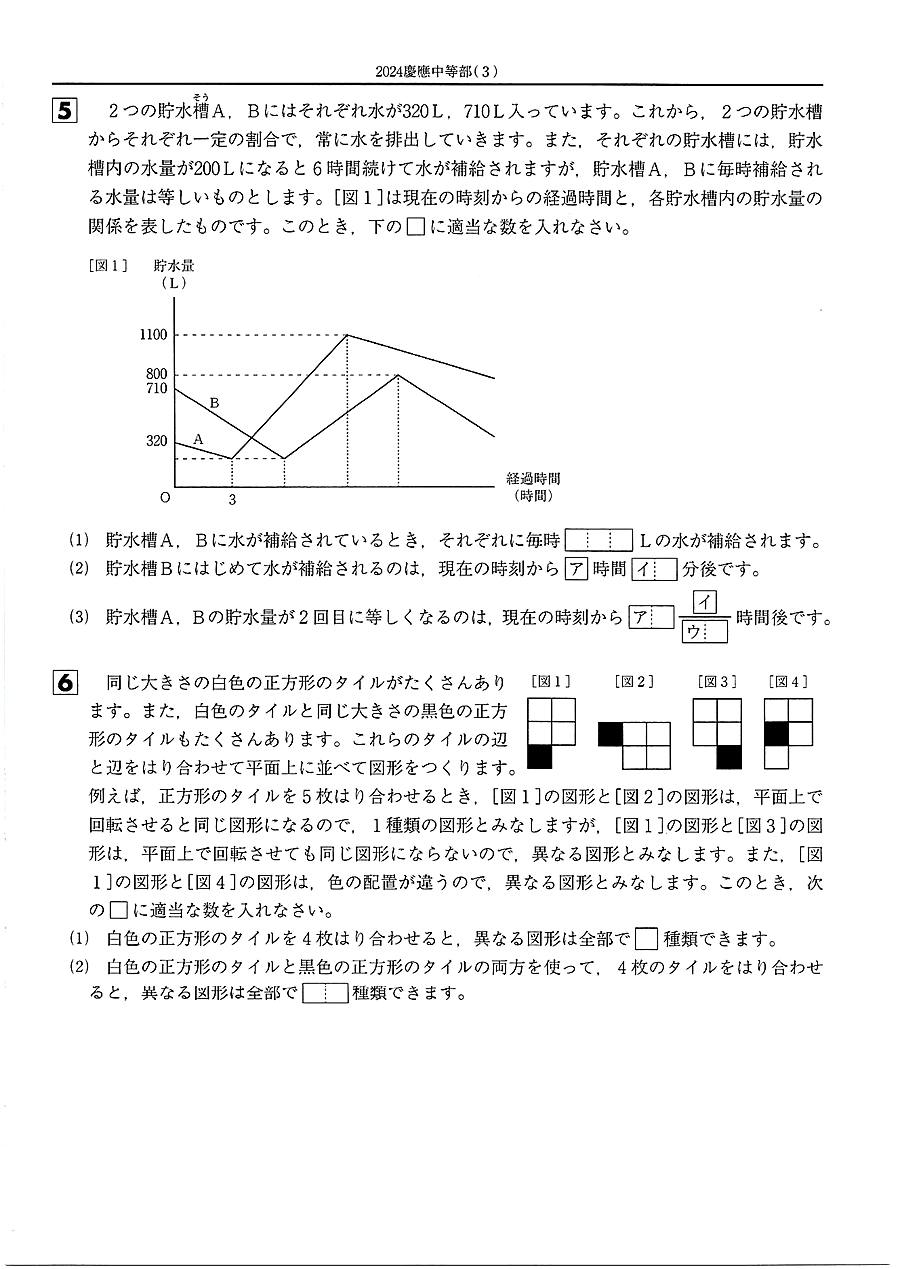 2024慶應中等部(3)
5 2つの貯水槽A,Bにはそれぞれ水が320L,710L入っています。これから,2つの貯水槽
そう
からそれぞれ一定の割合で,常に水を排出していきます。また,それぞれの貯水槽には,貯水
槽内の水量が200Lになると6時間続けて水が補給されますが,貯水槽A,Bに毎時補給され
る水量は等しいものとします。[図1]は現在の時刻からの経過時間と,各貯水槽内の貯水量の
関係を表したものです。このとき,下の□に適当な数を入れなさい。
[図1] 貯水量
(L)
1100
800
710
B
320
A
経過時間
(時間)
O 3
(1) 貯水槽A,Bに水が補給されているとき,それぞれに毎時□Lの水が補給されます。
(2) 貯水槽Bにはじめて水が補給されるのは,現在の時刻からア時間イ分後です。
イ
(3) 貯水槽A,Bの貯水量が2回目に等しくなるのは,現在の時刻からア 時間後です。
ウ
6 同じ大きさの白色の正方形のタイルがたくさんあり
[図1] [図2] [図3] [図4]
ます。また,白色のタイルと同じ大きさの黒色の正方
形のタイルもたくさんあります。これらのタイルの辺
と辺をはり合わせて平面上に並べて図形をつくります。
例えば,正方形のタイルを5枚はり合わせるとき,[図1]の図形と[図2]の図形は,平面上で
回転させると同じ図形になるので,1種類の図形とみなしますが,[図1]の図形と[図3]の図
形は,平面上で回転させても同じ図形にならないので,異なる図形とみなします。また,[図
1]の図形と[図4]の図形は,色の配置が違うので,異なる図形とみなします。このとき,次
の□に適当な数を入れなさい。
(1) 白色の正方形のタイルを4枚はり合わせると,異なる図形は全部で□種類できます。
(2) 白色の正方形のタイルと黒色の正方形のタイルの両方を使って,4枚のタイルをはり合わせ
ると,異なる図形は全部で□種類できます。